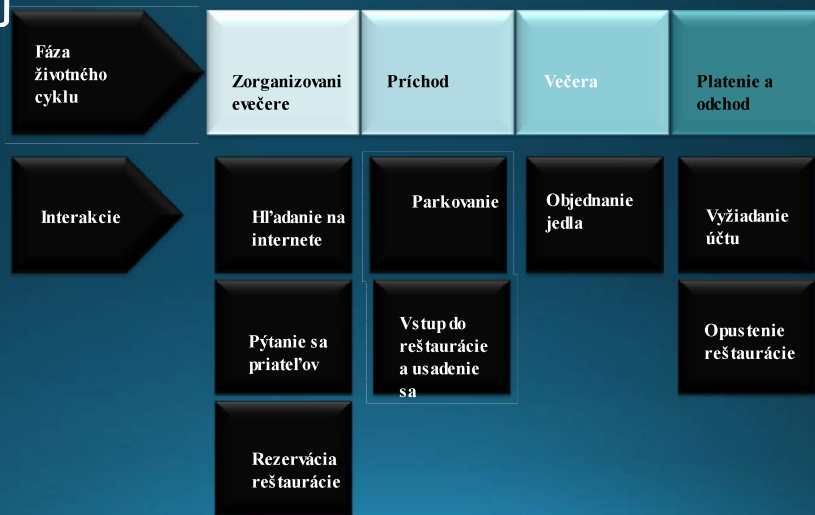 Fáza
životného
cyklu
Zorganizovani
evečere
Príchod
Večera
Platenie a
odchod
Interakcie
Hľadanie na
internete
Parkovanie
Objednanie
jedla
Vyžiadanie
účtu
Pýtanie sa
priateľov
Vstup do
reštaurácie
a usadenie
sa
Opustenie
reštaurácie
Rezervácia
reštaurácie